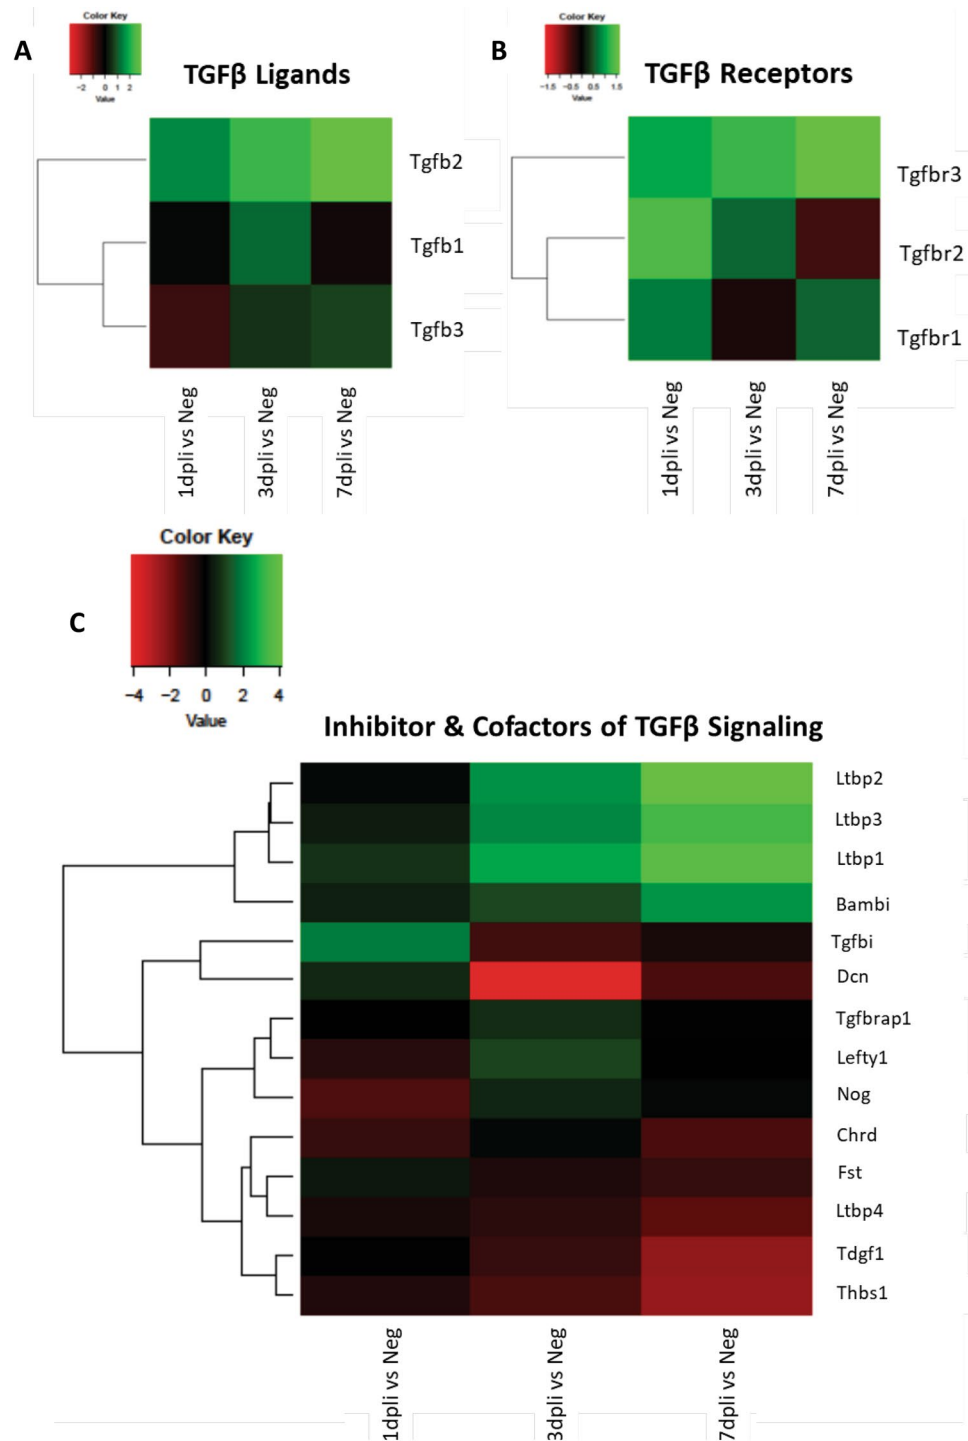 A
Color Key
−2 0 1 2
Value
TGFβ Ligands
Tgfb2
Tgfb1
Tgfb3
1dpli vs Neg
3dpli vs Neg
7dpli vs Neg
B
Color Key
−1.5 −0.5 0.5 1.5
Value
TGFβ Receptors
Tgfbr3
Tgfbr2
Tgfbr1
1dpli vs Neg
3dpli vs Neg
7dpli vs Neg
C
Color Key
−4 −2 0 2 4
Value
Inhibitor & Cofactors of TGFβ Signaling
Ltbp2
Ltbp3
Ltbp1
Bambi
Tgfbi
Dcn
Tgfbrap1
Lefty1
Nog
Chrd
Fst
Ltbp4
Tdgf1
Thbs1
1dpli vs Neg
3dpli vs Neg
7dpli vs Neg